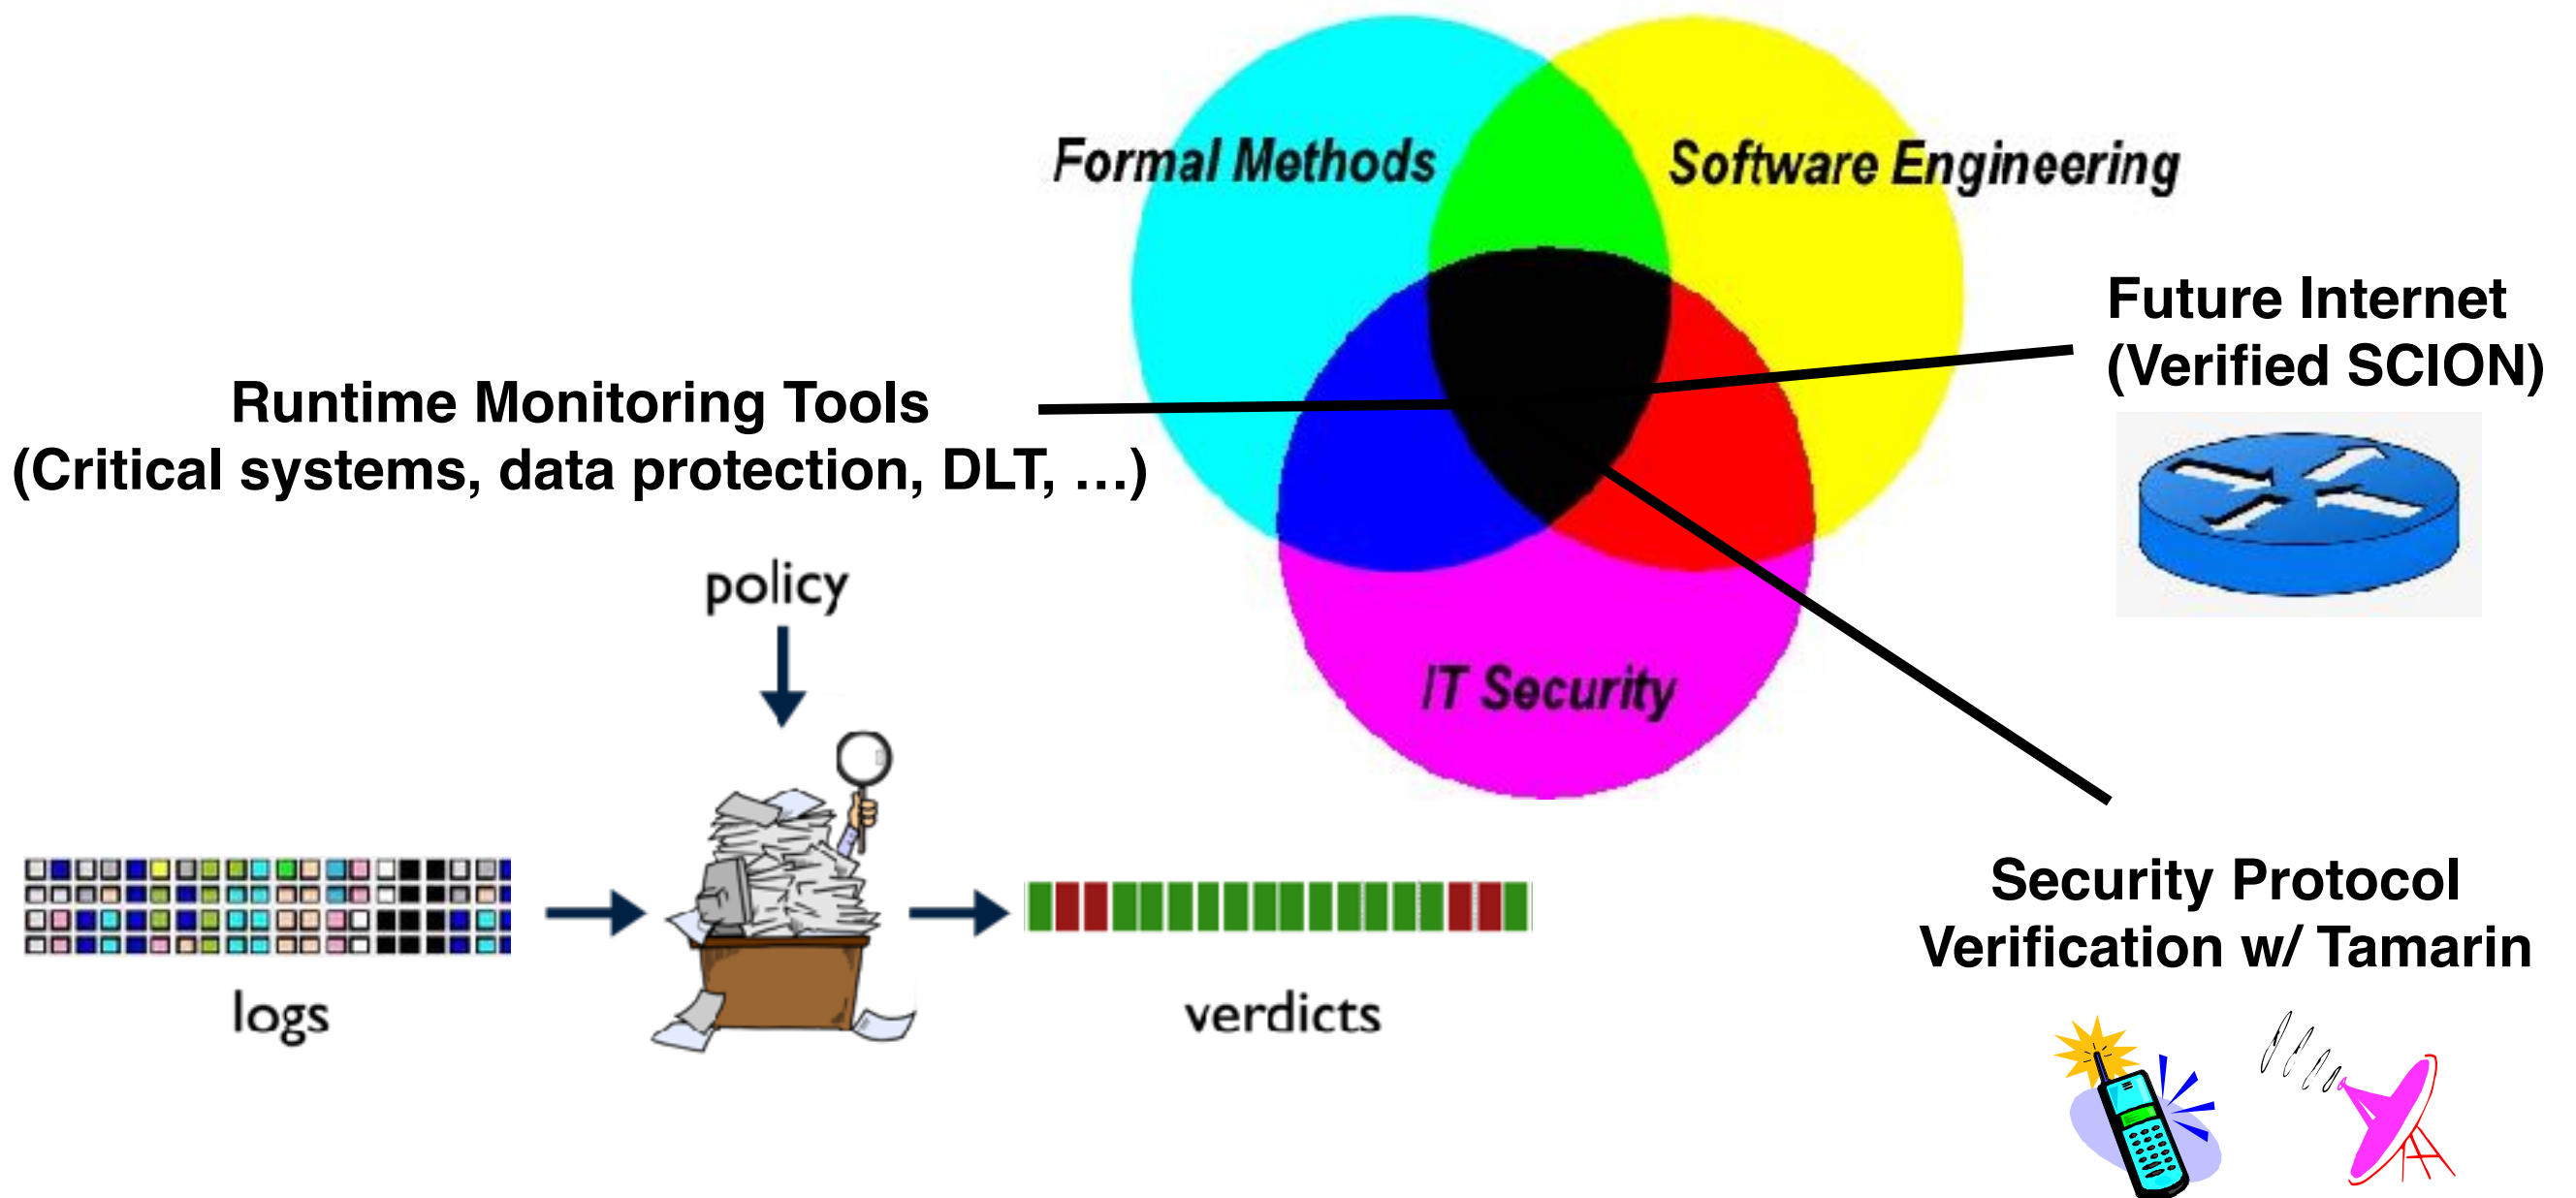 Formal Methods
Software Engineering
Future Internet
(Verified SCION)
Runtime Monitoring Tools
(Critical systems, data protection, DLT, …)
policy
IT Security
logs
verdicts
Security Protocol
Verification w/ Tamarin